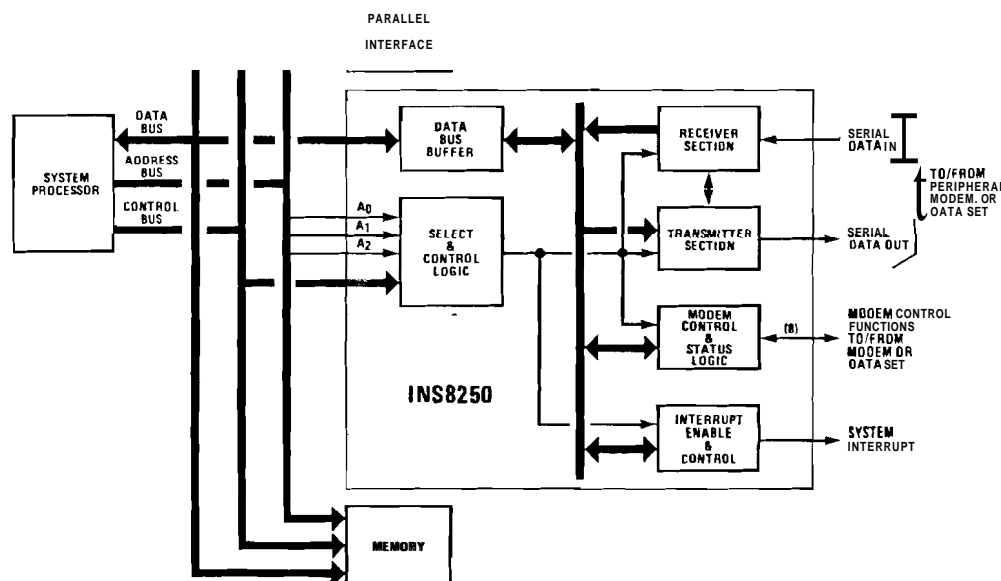 PARALLEL
INTERFACE
DATA
BUS
ADDRESS
BUS
CONTROL
BUS
SYSTEM
PROCESSOR
DATA
BUS
BUFFER
RECEIVER
SECTION
SERIAL
DATA IN
TO/FROM
PERIPHERAL
MODEM. OR
OATA SET
A0
A1
A2
SELECT
&
CONTROL
LOGIC
TRANSMITTER
SECTION
SERIAL
DATA OUT
MODEM
CONTROL
&
STATUS
LOGIC
(8)
MODEM CONTROL
FUNCTIONS
TO/FROM
MODEM OR
OATA SET
INS8250
INTERRUPT
ENABLE
&
CONTROL
SYSTEM
INTERRUPT
MEMORY